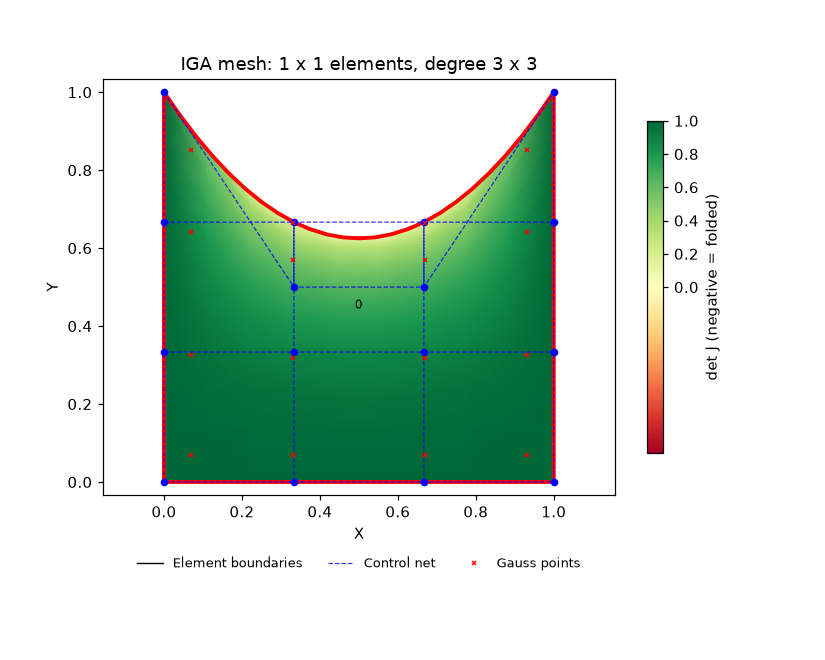 IGA mesh: 1 x 1 elements, degree 3 x 3
1.0
0.8
0.6
0.4
0.2
0.0
Y
0
0.0 0.2 0.4 0.6 0.8 1.0
X
1.0
0.8
0.6
0.4
0.2
0.0
det J (negative = folded)
Element boundaries Control net Gauss points